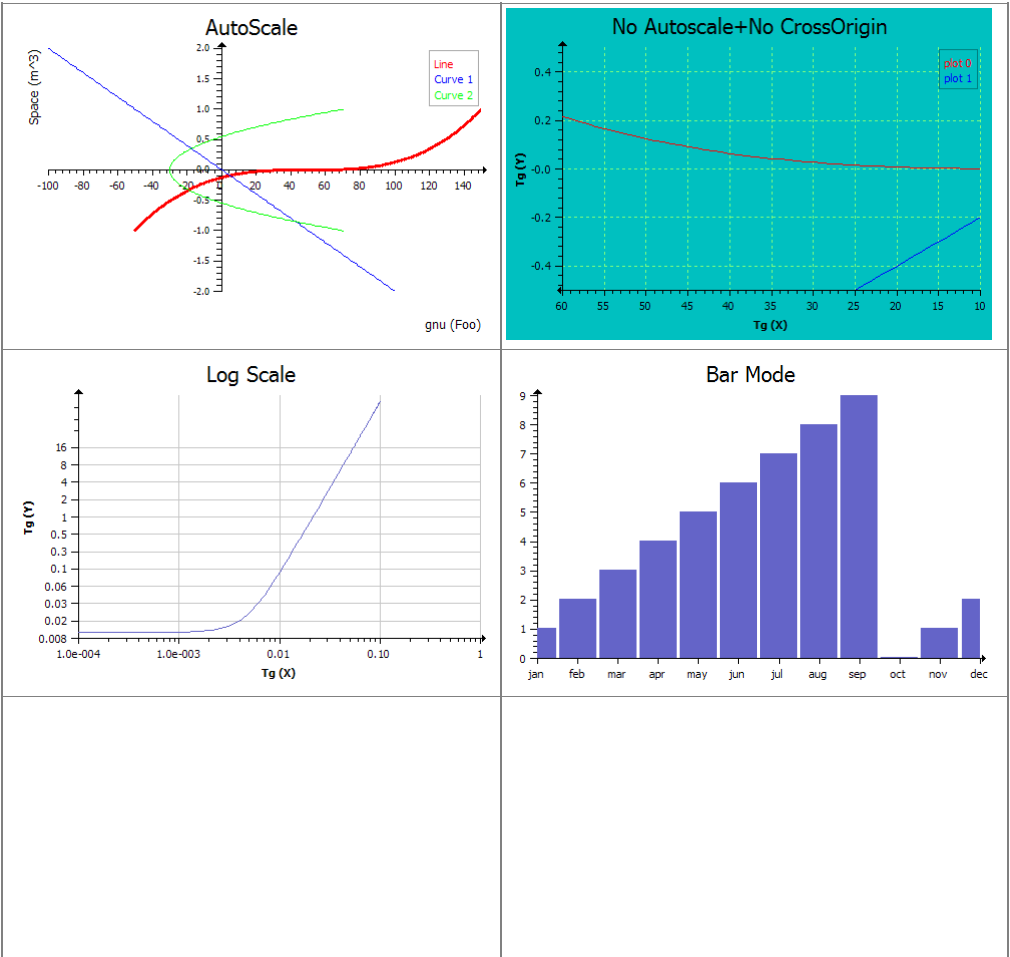 AutoScale
Space (m^3)
2.0
1.5
1.0
0.5
0.0
-0.5
-1.0
-1.5
-2.0
-100 -80 -60 -40 -20 20 40 60 80 100 120 140
Line
Curve 1
Curve 2
gnu (Foo)
No Autoscale+No CrossOrigin
Tg (Y)
0.4
0.2
-0.0
-0.2
-0.4
60 55 50 45 40 35 30 25 20 15 10
Tg (X)
plot 0
plot 1
Log Scale
Tg (Y)
16
8
4
2
1
0.5
0.3
0.1
0.06
0.03
0.02
0.008
1.0e-004 1.0e-003 0.01 0.10 1
Tg (X)
Bar Mode
9
8
7
6
5
4
3
2
1
0
jan feb mar apr may jun jul aug sep oct nov dec